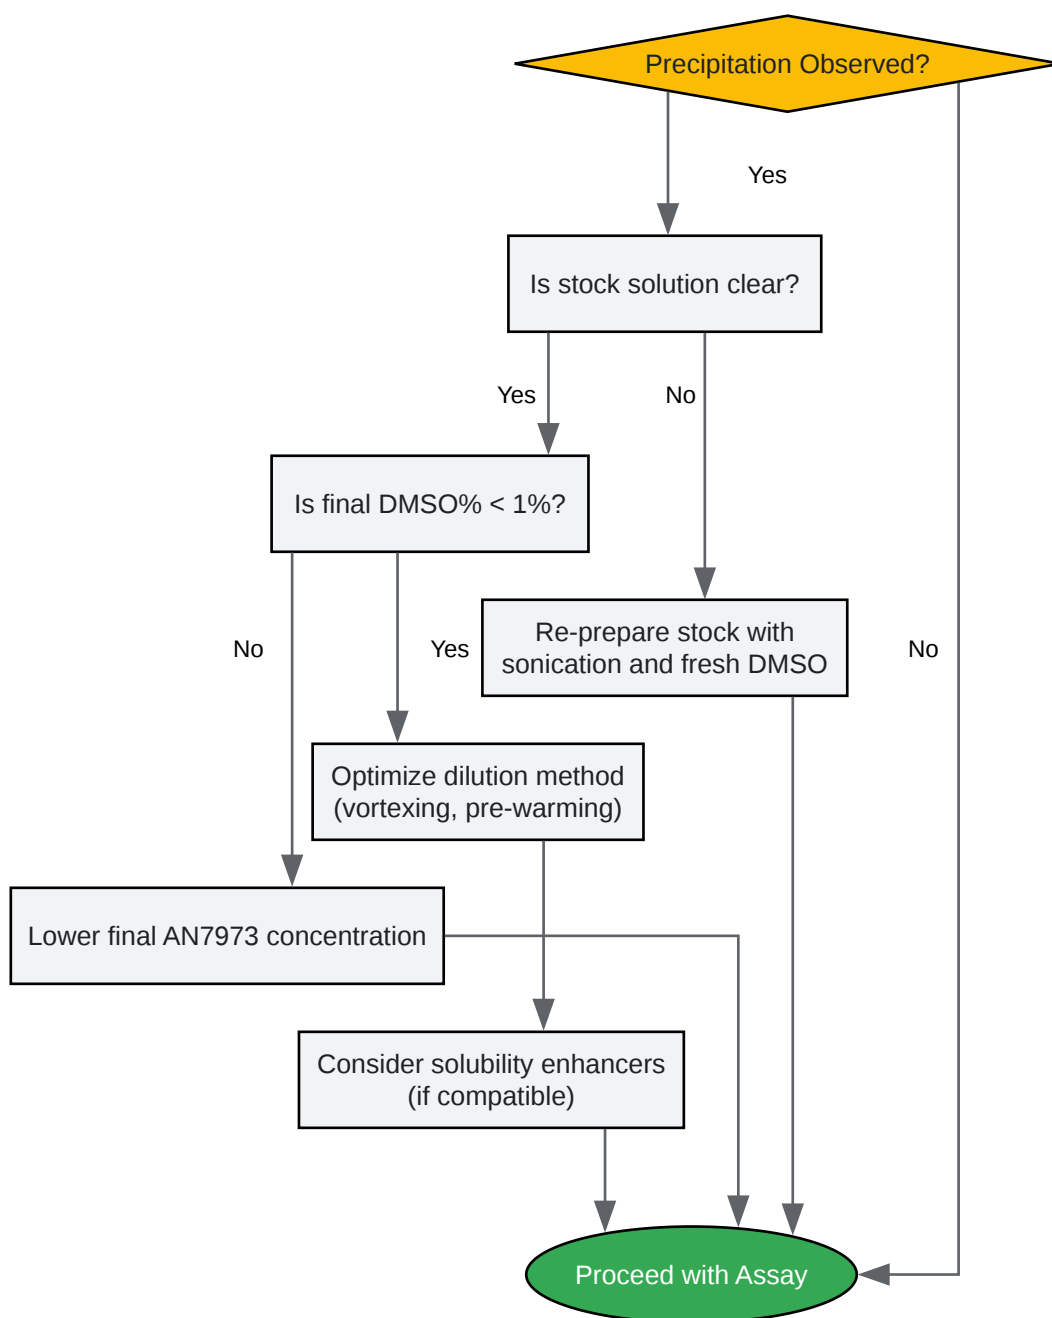 Precipitation Observed?
Yes
Is stock solution clear?
Yes
No
Is final DMSO% < 1%?
Re-prepare stock with
sonication and fresh DMSO
No
Yes
No
Optimize dilution method
(vortexing, pre-warming)
Lower final AN7973 concentration
Consider solubility enhancers
(if compatible)
Proceed with Assay